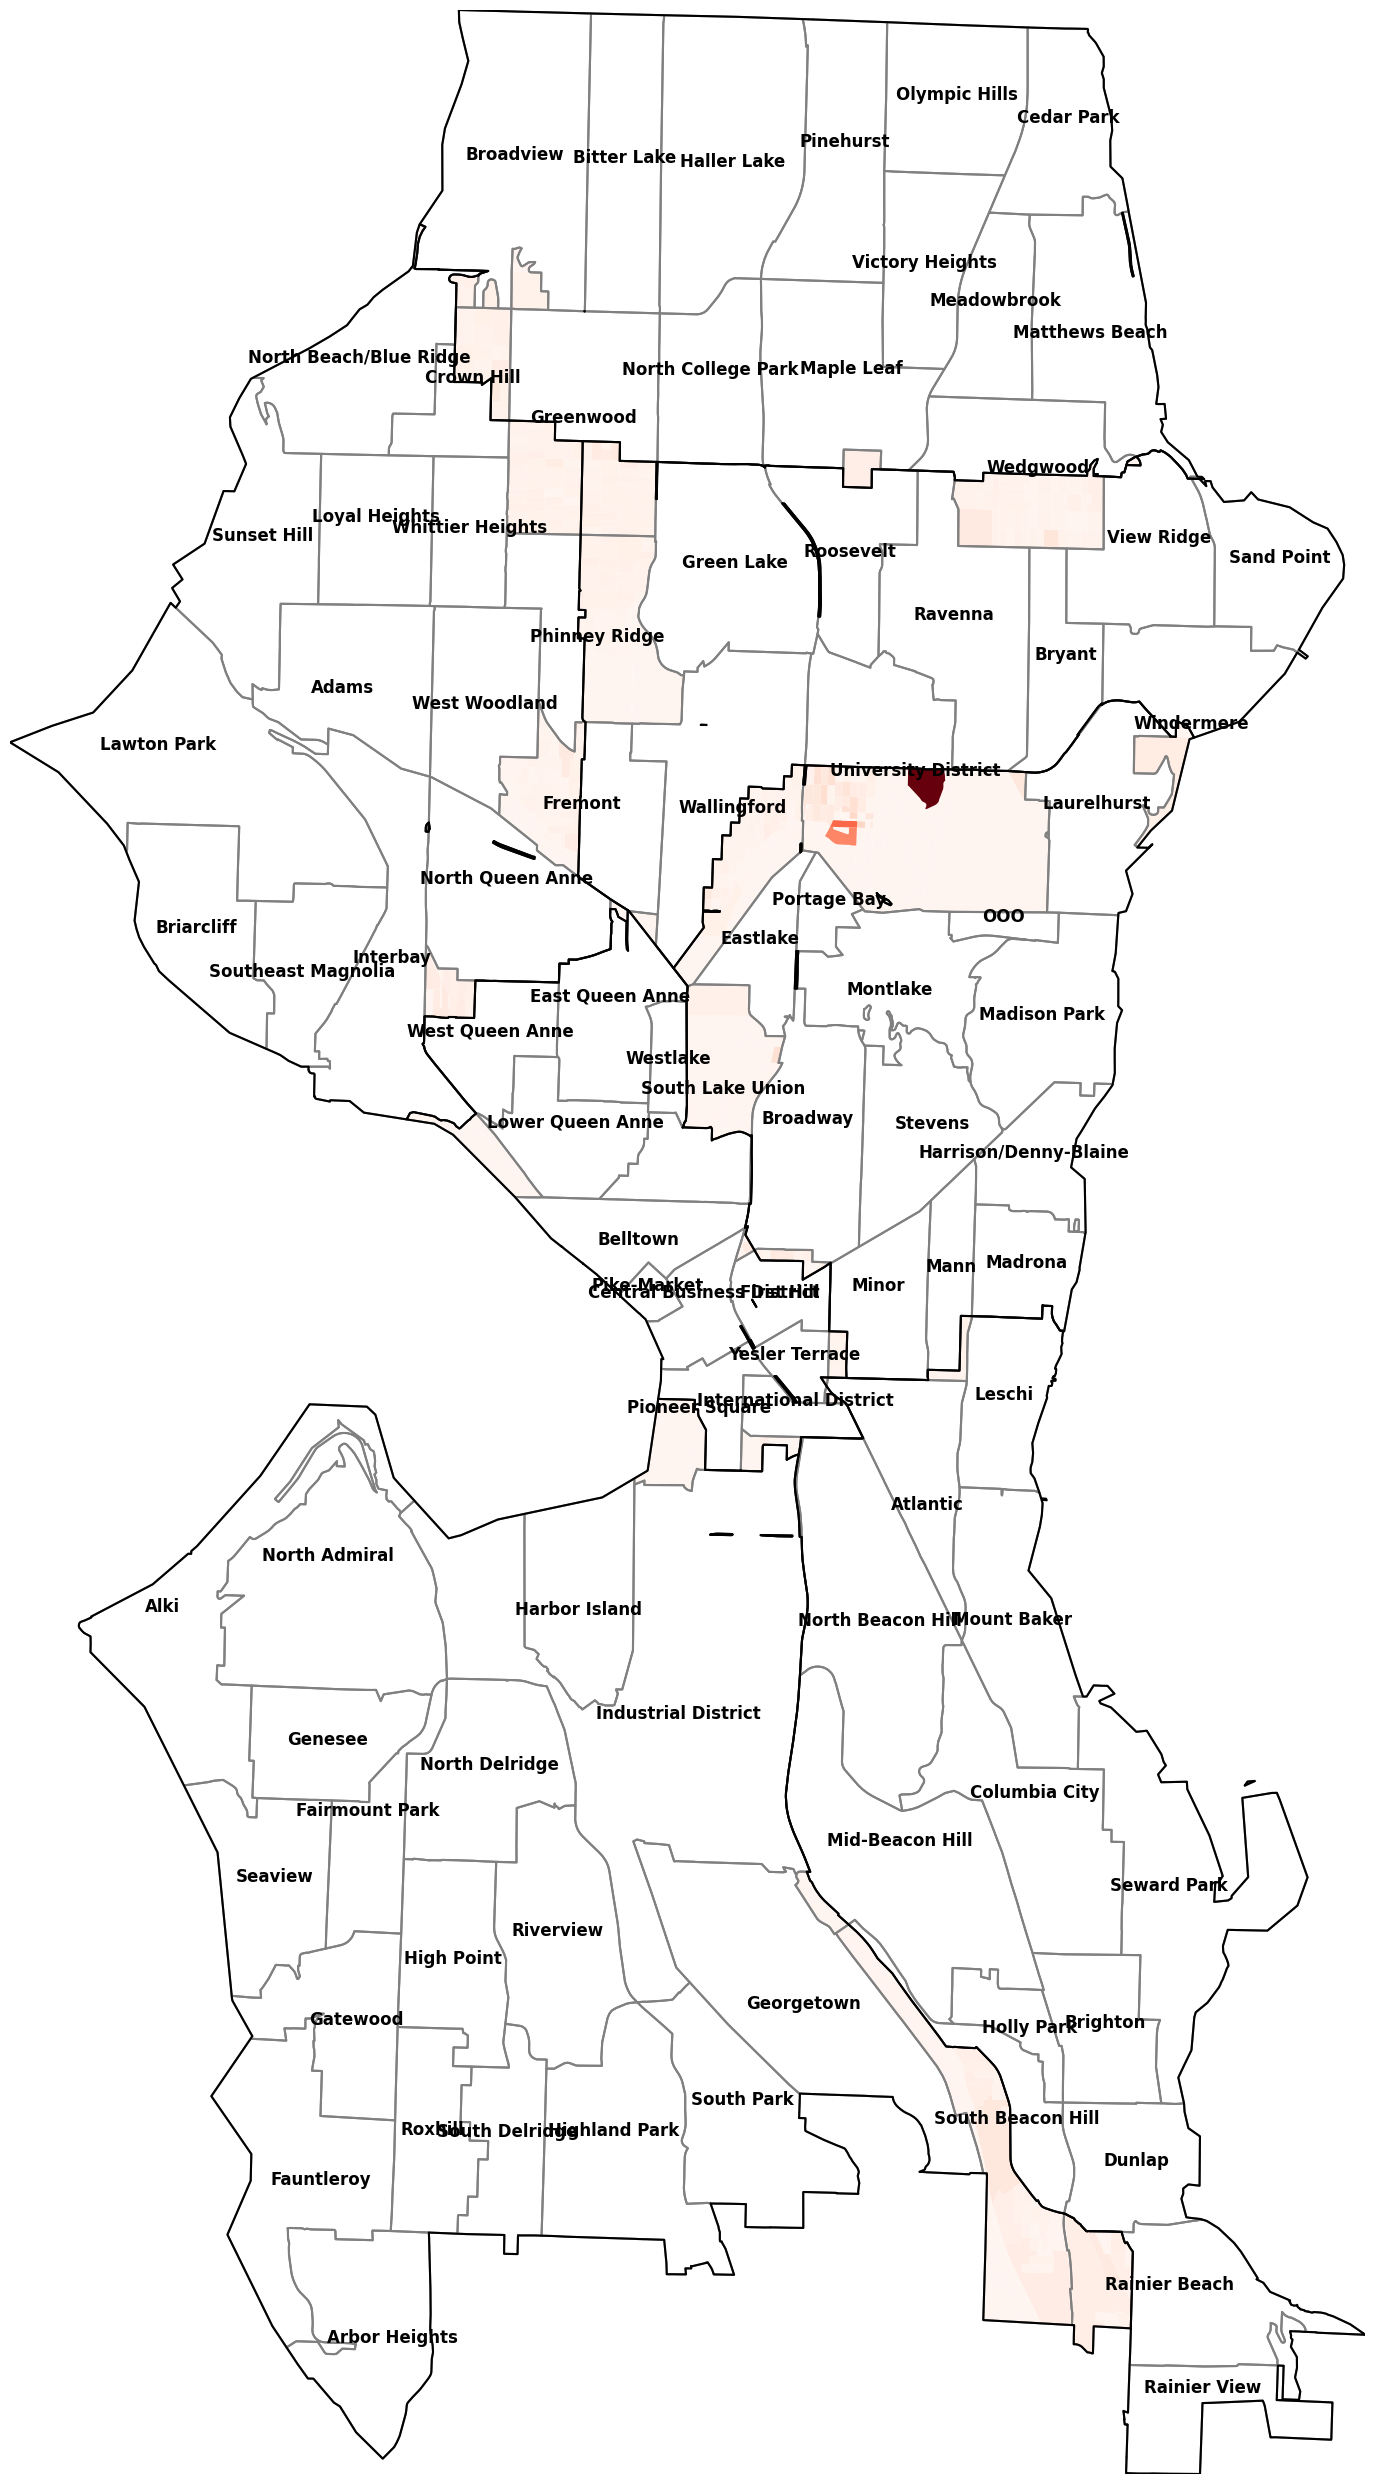 Olympic Hills
Cedar Park
Pinehurst
Broadview
Bitter Lake
Haller Lake
Victory Heights
Meadowbrook
Matthews Beach
North Beach/Blue Ridge
Crown Hill
North College Park
Maple Leaf
Greenwood
Wedgwood
Loyal Heights
Whittier Heights
Sunset Hill
View Ridge
Roosevelt
Sand Point
Green Lake
Ravenna
Phinney Ridge
Bryant
Adams
West Woodland
Windermere
Lawton Park
University District
Fremont
Wallingford
Laurelhurst
North Queen Anne
Portage Bay
OOO
Briarcliff
Eastlake
Interbay
Southeast Magnolia
Montlake
East Queen Anne
Madison Park
West Queen Anne
Westlake
South Lake Union
Lower Queen Anne
Broadway
Stevens
Harrison/Denny-Blaine
Belltown
Mann
Madrona
Pike-Market
Minor
Central Business District
First Hill
Yesler Terrace
Leschi
International District
Pioneer Square
Atlantic
North Admiral
Alki
Harbor Island
North Beacon Hill
Mount Baker
Industrial District
Genesee
North Delridge
Columbia City
Fairmount Park
Mid-Beacon Hill
Seaview
Seward Park
Riverview
High Point
Georgetown
Gatewood
Holly Park
Brighton
South Park
South Beacon Hill
Roxhill
South Delridge
Highland Park
Dunlap
Fauntleroy
Rainier Beach
Arbor Heights
Rainier View